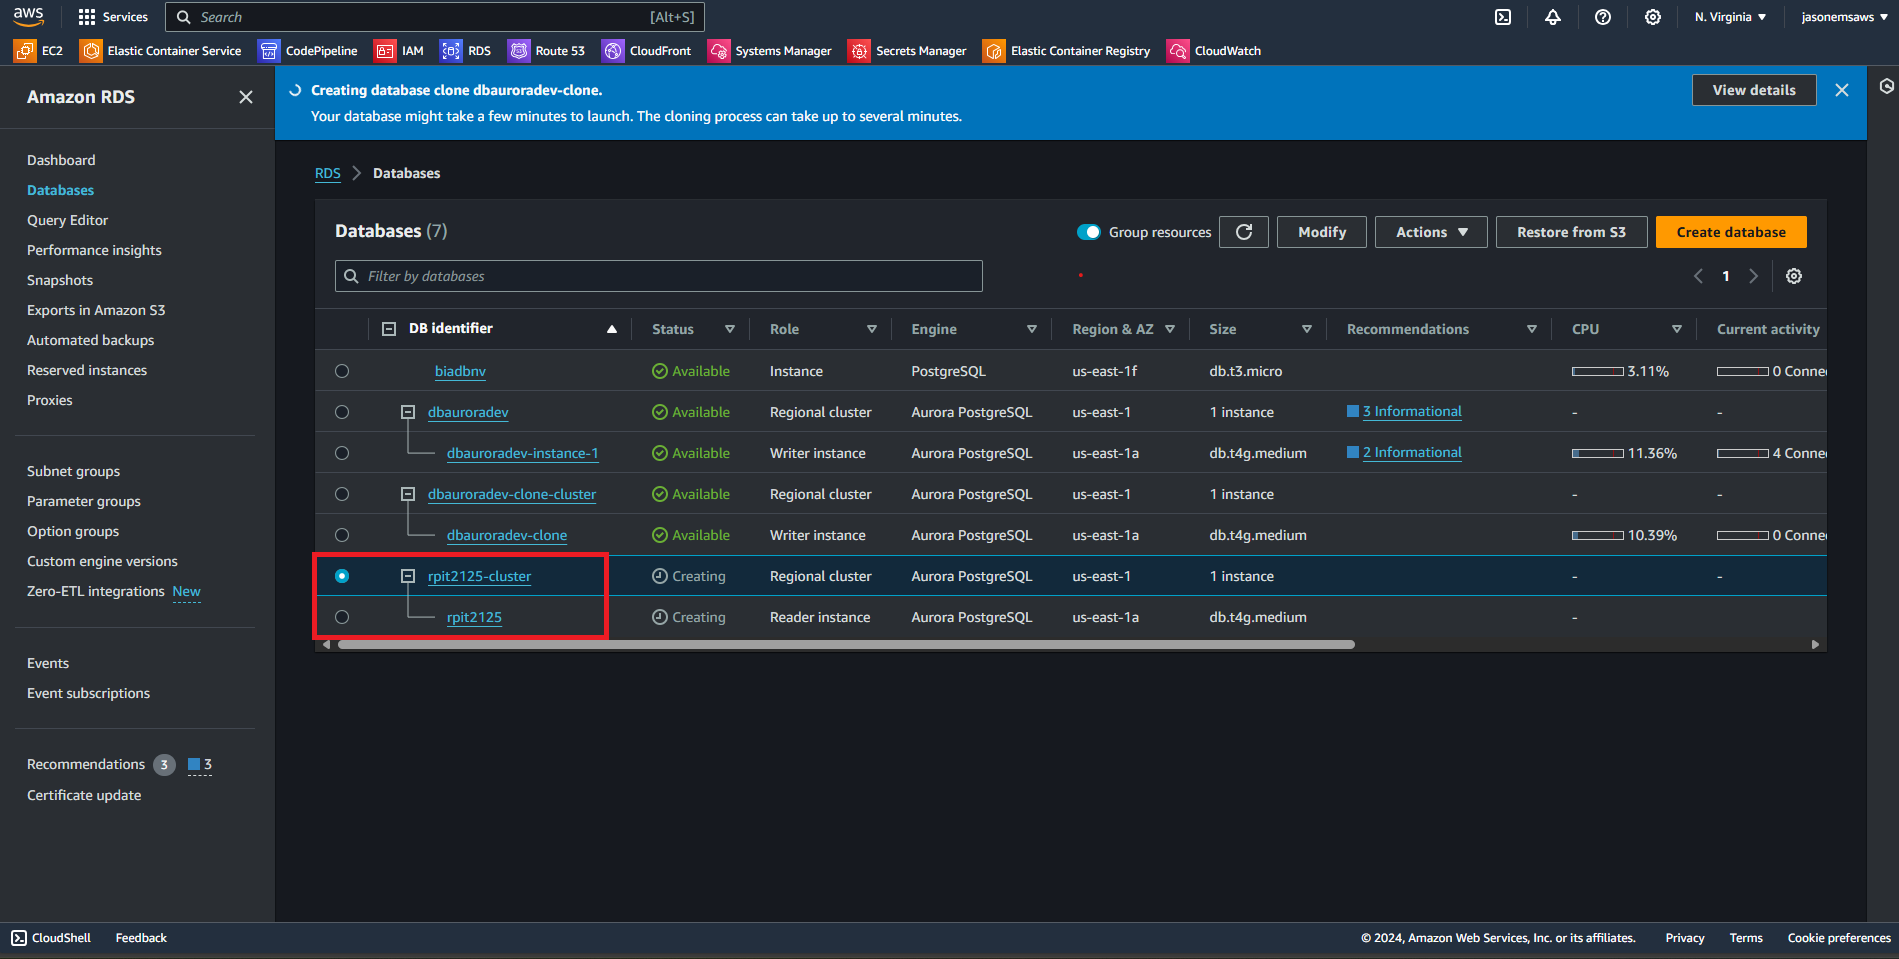 aws Services Search [Alt+S] N. Virginia jasonemsaws
EC2 Elastic Container Service CodePipeline IAM RDS Route 53 CloudFront Systems Manager Secrets Manager Elastic Container Registry CloudWatch
Amazon RDS
Dashboard
Databases
Query Editor
Performance insights
Snapshots
Exports in Amazon S3
Automated backups
Reserved instances
Proxies
Subnet groups
Parameter groups
Option groups
Custom engine versions
Zero-ETL integrations New
Events
Event subscriptions
Recommendations 3 3
Certificate update
Creating database clone dbauroradev-clone.
Your database might take a few minutes to launch. The cloning process can take up to several minutes.
View details
RDS Databases
Databases (7) Group resources Modify Actions Restore from S3 Create database
Filter by databases 1
DB identifier Status Role Engine Region & AZ Size Recommendations CPU Current activity
biadbnv Available Instance PostgreSQL us-east-1f db.t3.micro 3.11% 0 Conne
dbauroradev Available Regional cluster Aurora PostgreSQL us-east-1 1 instance 3 Informational - -
dbauroradev-instance-1 Available Writer instance Aurora PostgreSQL us-east-1a db.t4g.medium 2 Informational 11.36% 4 Conne
dbauroradev-clone-cluster Available Regional cluster Aurora PostgreSQL us-east-1 1 instance - -
dbauroradev-clone Available Writer instance Aurora PostgreSQL us-east-1a db.t4g.medium 10.39% 0 Conne
rpit2125-cluster Creating Regional cluster Aurora PostgreSQL us-east-1 1 instance - -
rpit2125 Creating Reader instance Aurora PostgreSQL us-east-1a db.t4g.medium -
CloudShell Feedback © 2024, Amazon Web Services, Inc. or its affiliates. Privacy Terms Cookie preferences